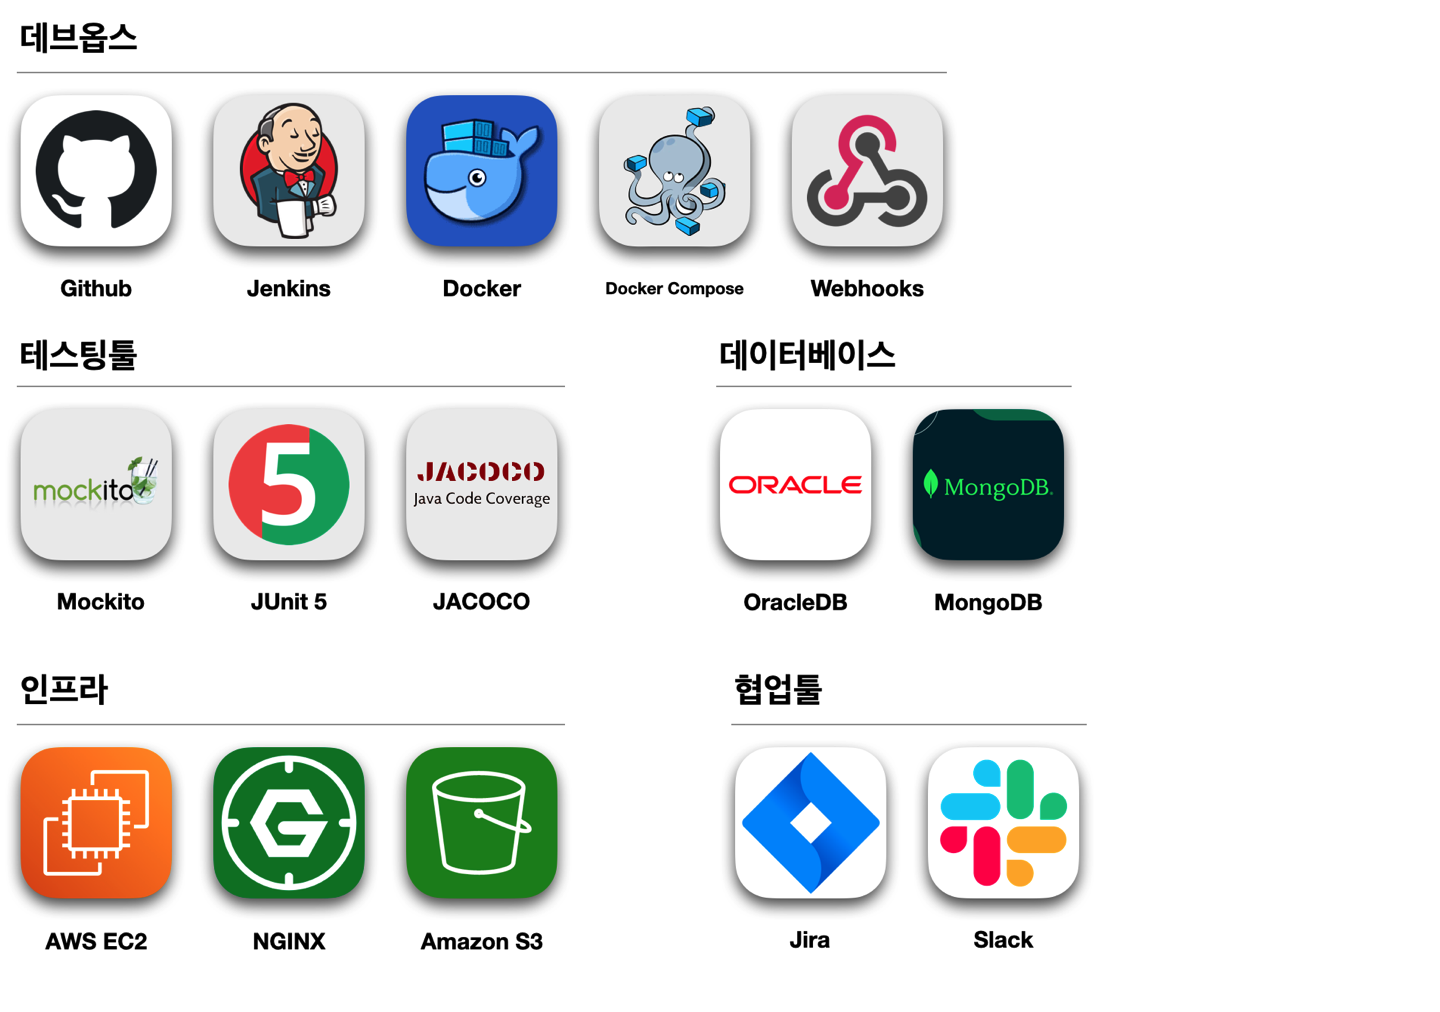 데브옵스
Github
Jenkins
Docker
Docker Compose
Webhooks
테스팅툴
mockito
5
JACOCO
Java Code Coverage
Mockito
JUnit 5
JACOCO
데이터베이스
ORACLE
MongoDB.
OracleDB
MongoDB
인프라
G
AWS EC2
NGINX
Amazon S3
협업툴
Jira
Slack